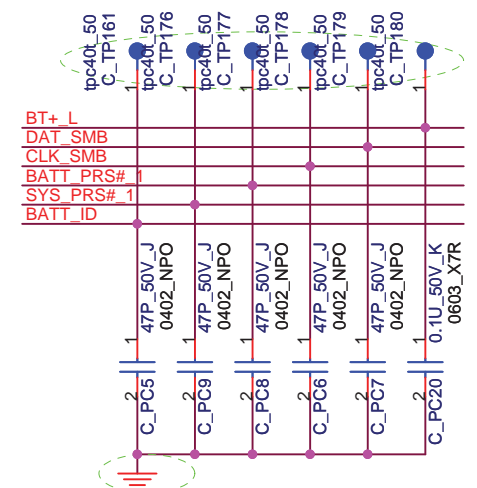 tpc40t_50
C_TP161
tpc40t_50
C_TP176
tpc40t_50
C_TP177
tpc40t_50
C_TP178
tpc40t_50
C_TP179
tpc40t_50
C_TP180
1
1
1
1
1
1
BT+_L
DAT_SMB
CLK_SMB
BATT_PRS#_1
SYS_PRS#_1
BATT_ID
47P_50V_J
0402_NPO
47P_50V_J
0402_NPO
47P_50V_J
0402_NPO
47P_50V_J
0402_NPO
47P_50V_J
0402_NPO
0.1U_50V_K
0603_X7R
1
1
1
1
1
1
2
2
2
2
2
2
C_PC5
C_PC9
C_PC8
C_PC6
C_PC7
C_PC20